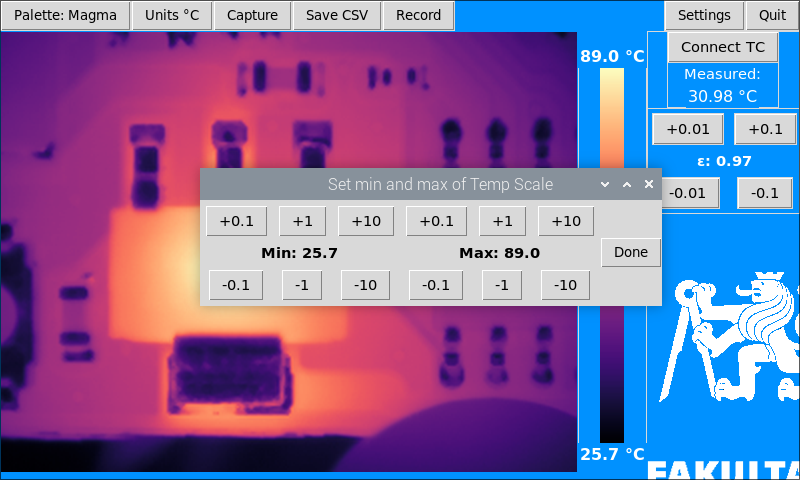 Palette: Magma Units °C Capture Save CSV Record Settings Quit
Connect TC
89.0 °C
Measured:
30.98 °C
+0.01 +0.1
ε: 0.97
-0.01 -0.1
Set min and max of Temp Scale
+0.1 +1 +10 +0.1 +1 +10
Min: 25.7 Max: 89.0 Done
-0.1 -1 -10 -0.1 -1 -10
25.7 °C